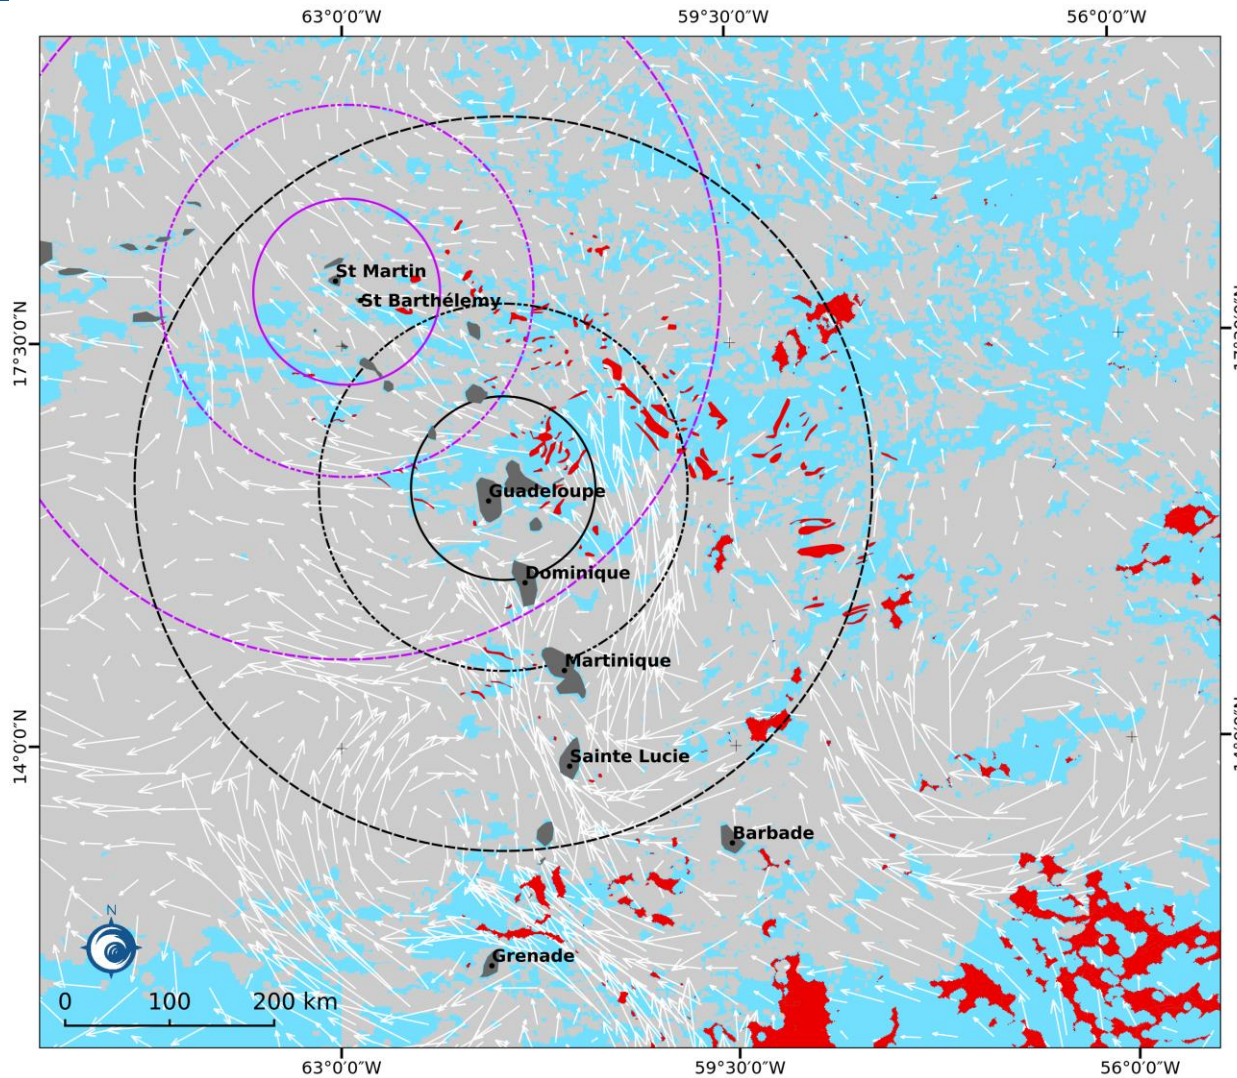 63°0'0"W
59°30'0"W
56°0'0"W
St Martin
St Barthélemy
17°30'0"N
Guadeloupe
Dominique
Martinique
14°0'0"N
Sainte Lucie
Barbade
N
Grenade
0 100 200 km
63°0'0"W
59°30'0"W
56°0'0"W